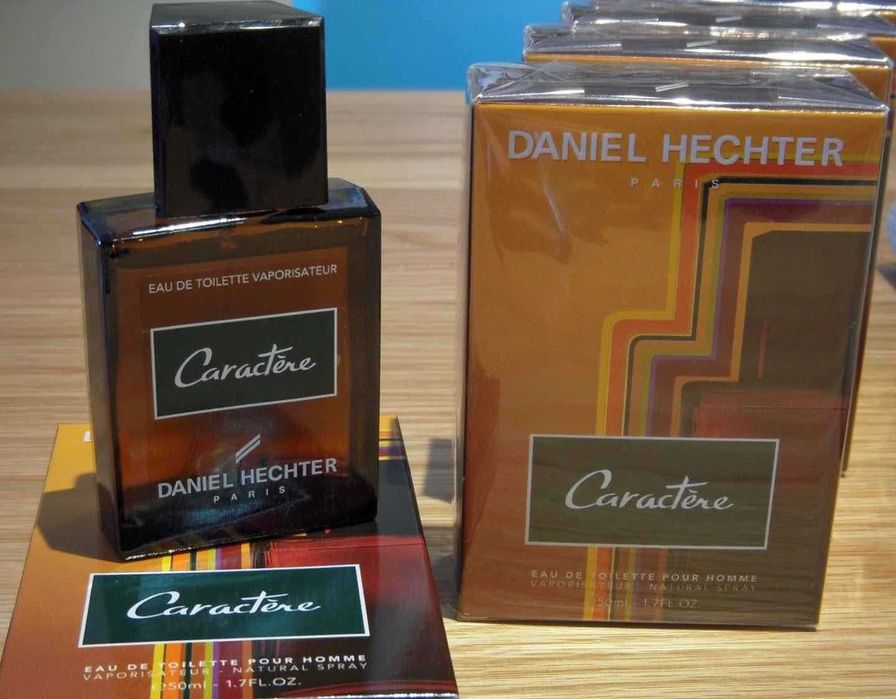 EAU DE TOILETTE VAPORISATEUR
Caractère
DANIEL HECHTER
PARIS
Caractère
EAU DE TOILETTE POUR HOMME
VAPORISATEUR - NATURAL SPRAY
50ml - 1.7FL.OZ.
DANIEL HECHTER
PARIS
Caractère
EAU DE TOILETTE POUR HOMME
VAPORISATEUR - NATURAL SPRAY
50ml - 1.7FL.OZ.